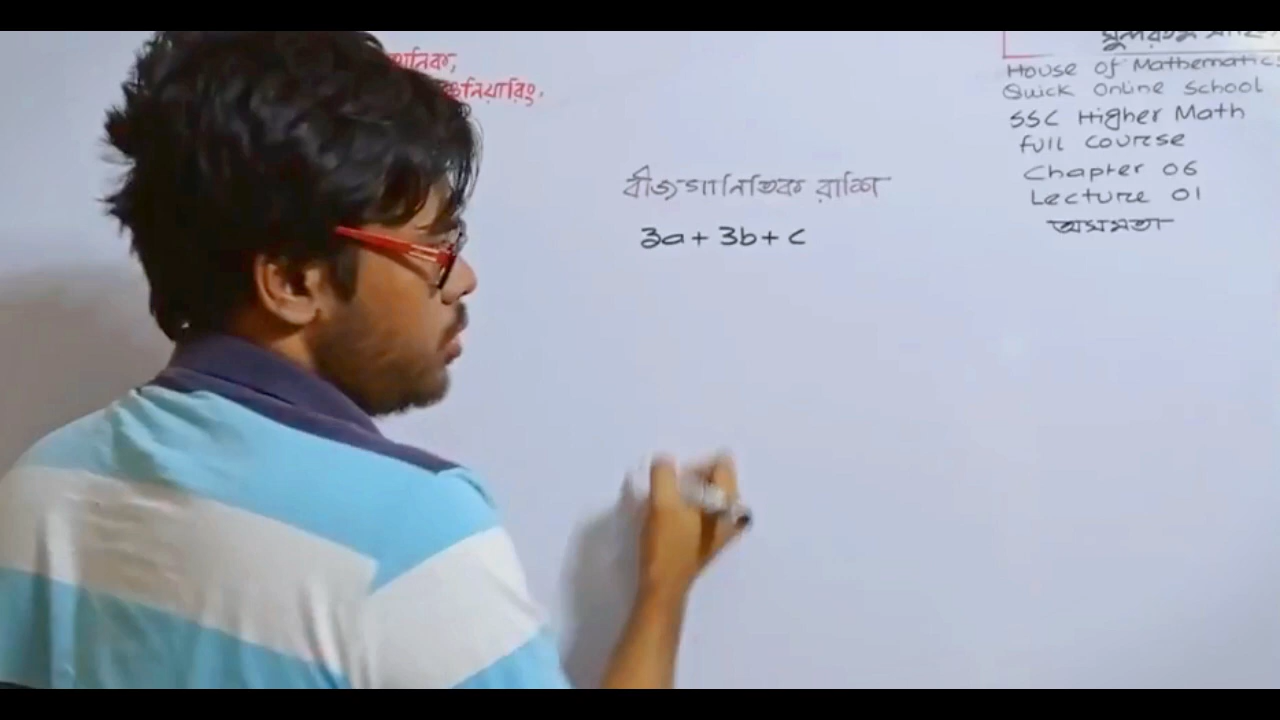 বীজগানিতিক রাশি
3a + 3b + c
House of Mathematics
Quick Online School
SSC Higher Math
Full Course
Chapter 06
Lecture 01
অসমতা